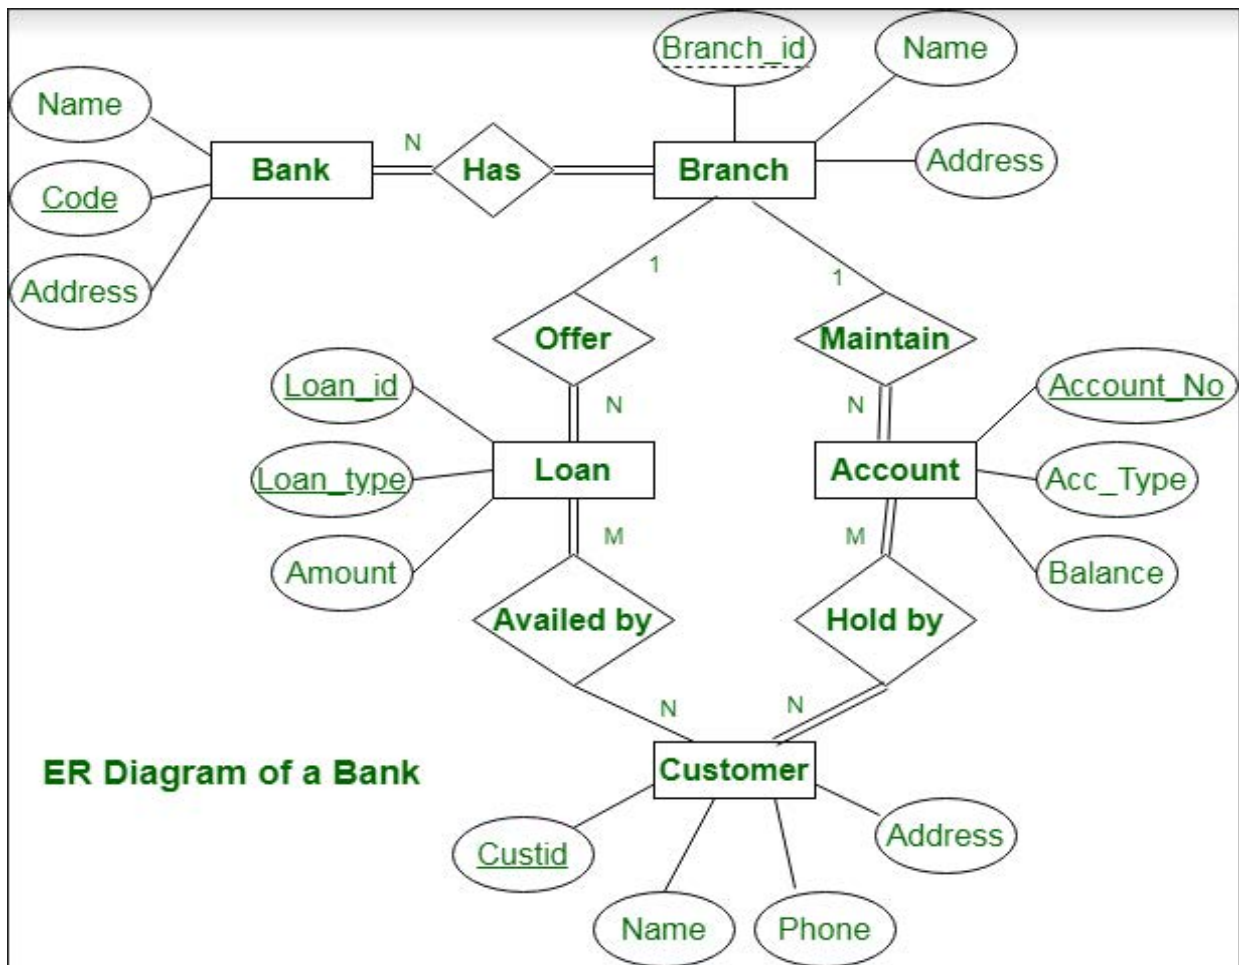 Branch_id
Name
Name
N
Bank
Has
Branch
Address
Code
Address
1
1
Offer
Maintain
Loan_id
N
N
Account_No
Loan_type
Loan
Account
Acc_Type
M
M
Amount
Balance
Availed by
Hold by
N
N
ER Diagram of a Bank
Customer
Custid
Address
Name
Phone